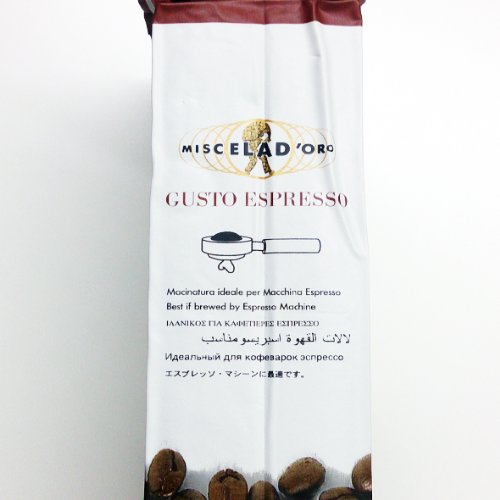 MISCELA D'ORO
GUSTO ESPRESSO
Macinatura ideale per Macchina Espresso
Best if brewed by Espresso Machine
ΙΔΑΝΙΚΟΣ ΓΙΑ ΚΑΦΕΤΙΕΡΕΣ ΕΣΠΡΕΣΣΟ
لالات القهوة اسبريسو مناسب
Идеальный для кофеварок эспрессо
エスプレッソ・マシーンに最適です。